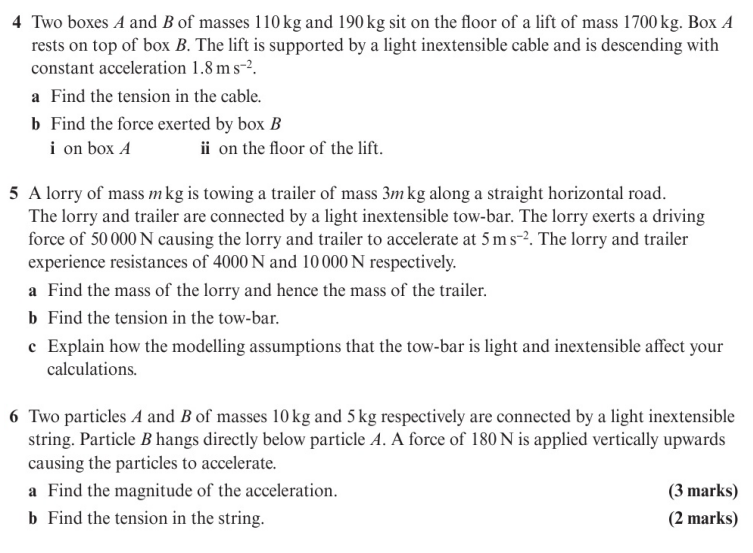 4 Two boxes A and B of masses 110 kg and 190 kg sit on the floor of a lift of mass 1700 kg. Box A
rests on top of box B. The lift is supported by a light inextensible cable and is descending with
constant acceleration 1.8 m s⁻².
a Find the tension in the cable.
b Find the force exerted by box B
i on box A ii on the floor of the lift.
5 A lorry of mass m kg is towing a trailer of mass 3m kg along a straight horizontal road.
The lorry and trailer are connected by a light inextensible tow-bar. The lorry exerts a driving
force of 50 000 N causing the lorry and trailer to accelerate at 5 m s⁻². The lorry and trailer
experience resistances of 4000 N and 10 000 N respectively.
a Find the mass of the lorry and hence the mass of the trailer.
b Find the tension in the tow-bar.
c Explain how the modelling assumptions that the tow-bar is light and inextensible affect your
calculations.
6 Two particles A and B of masses 10 kg and 5 kg respectively are connected by a light inextensible
string. Particle B hangs directly below particle A. A force of 180 N is applied vertically upwards
causing the particles to accelerate.
a Find the magnitude of the acceleration. (3 marks)
b Find the tension in the string. (2 marks)